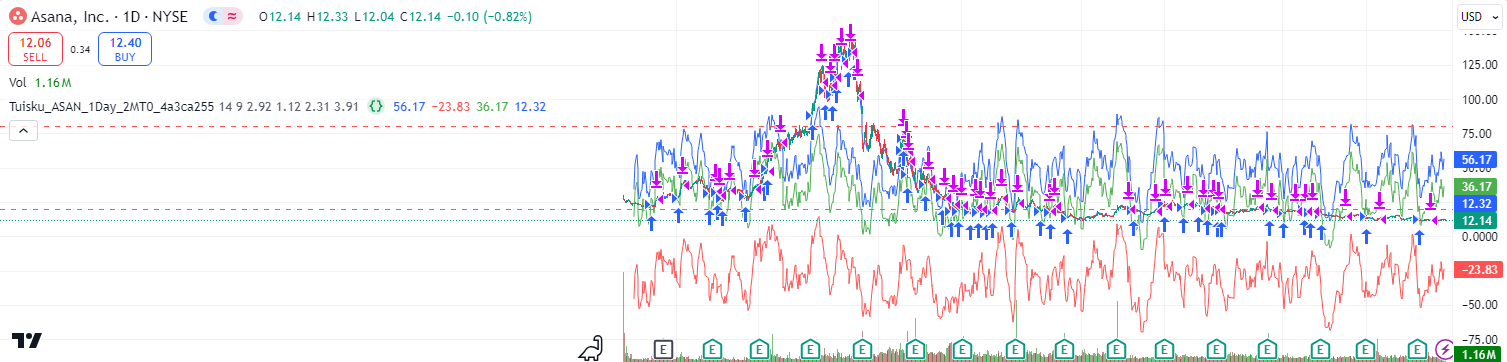 Asana, Inc. · 1D · NYSE O12.14 H12.33 L12.04 C12.14 −0.10 (−0.82%)
USD
12.06 SELL
0.34
12.40 BUY
Vol 1.16M
Tuisku_ASAN_1Day_2MT0_4a3ca255 14 9 2.92 1.12 2.31 3.91 56.17 −23.83 36.17 12.32
125.00
100.00
75.00
56.17
36.17
12.32
12.14
0.0000
−23.83
−50.00
−75.00
1.16M
E E E E E E E E E E E E E E E E